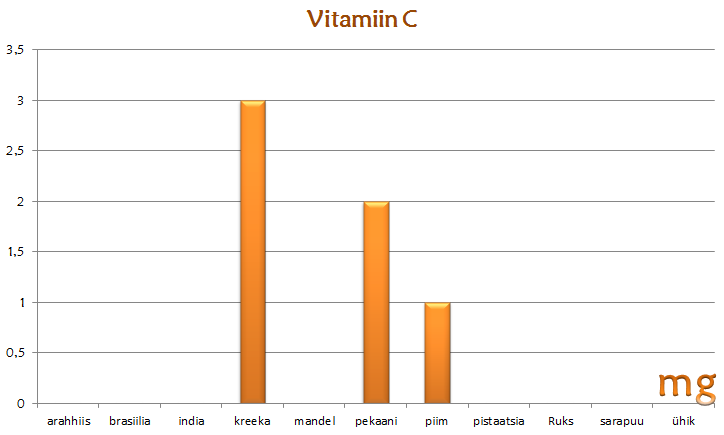 Vitamiin C
3,5
3
2,5
2
1,5
1
0,5
0
arahhiis brasiilia india kreeka mandel pekaani piim pistaatsia Ruks sarapuu ühik
mg